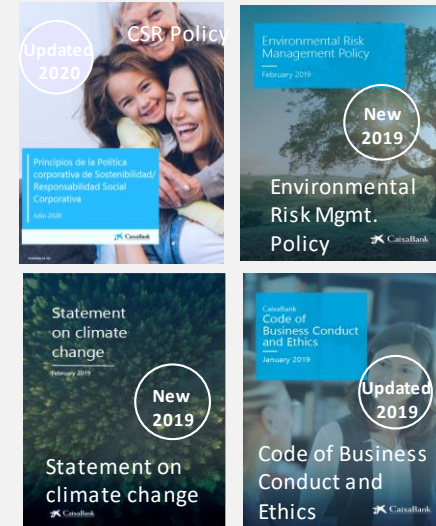 CSR Policy
Updated
2020
Principios de la Política
corporativa de Sostenibilidad/
Responsabilidad Social
Corporativa
Julio 2020
CaixaBank
Environmental Risk
Management Policy
February 2019
New
2019
Environmental
Risk Mgmt.
Policy
CaixaBank
Statement
on climate
change
February 2019
New
2019
Statement on
climate change
CaixaBank
CaixaBank
Code of
Business Conduct
and Ethics
January 2019
Updated
2019
Code of Business
Conduct and
Ethics
CaixaBank